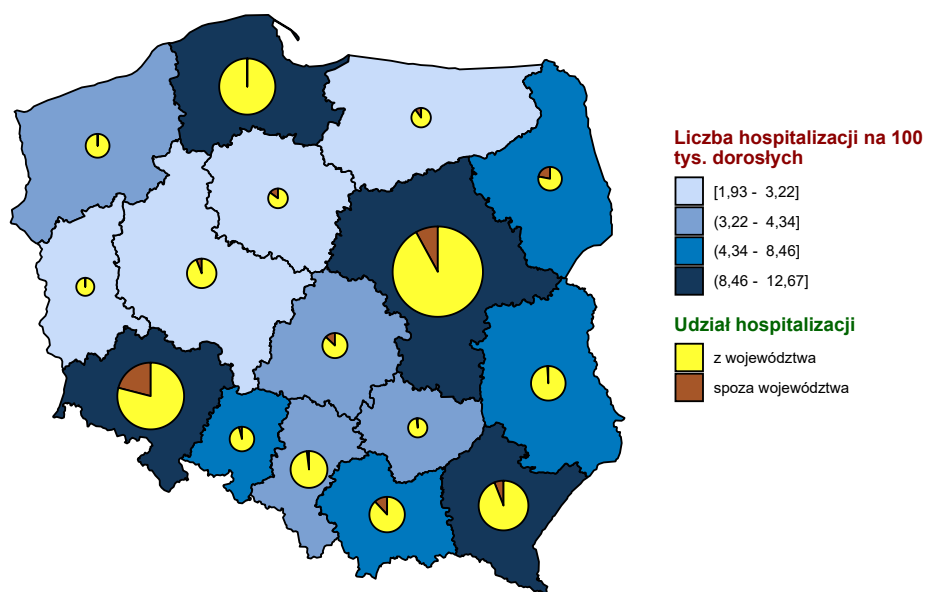 Liczba hospitalizacji na 100
tys. dorosłych
[1,93 - 3,22]
(3,22 - 4,34]
(4,34 - 8,46]
(8,46 - 12,67]
Udział hospitalizacji
z województwa
spoza województwa